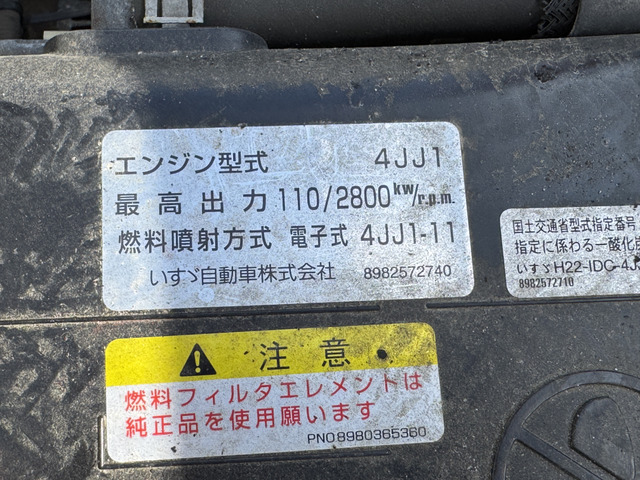 エンジン型式 4JJ1
最高出力 110/2800kw/r.p.m.
燃料噴射方式 電子式 4JJ1-11
いすゞ自動車株式会社 8982572740
国土交通省型式指定番号
指定に係わる一酸化
いすゞH22-IDC-4J
8982572710
注意
燃料フィルタエレメントは
純正品を使用願います
PNO8980365360